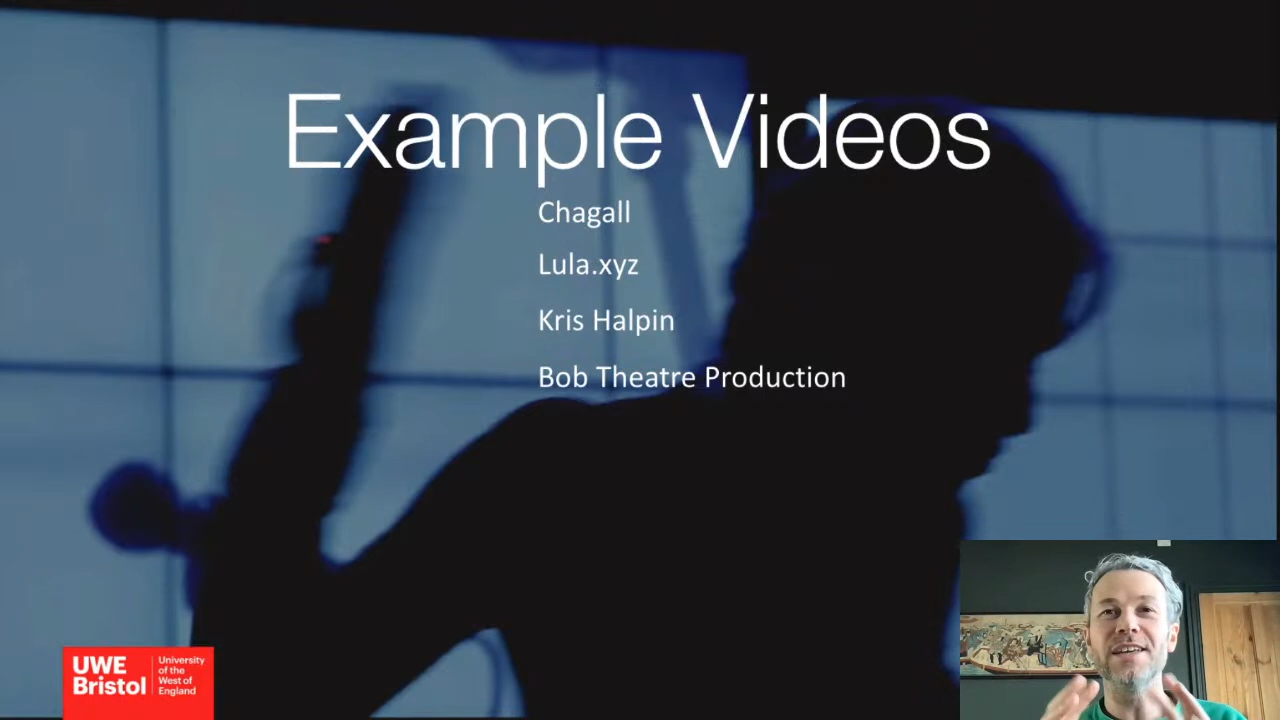 Example Videos
Chagall
Lula.xyz
Kris Halpin
Bob Theatre Production
UWE
Bristol
University
of the
West of
England